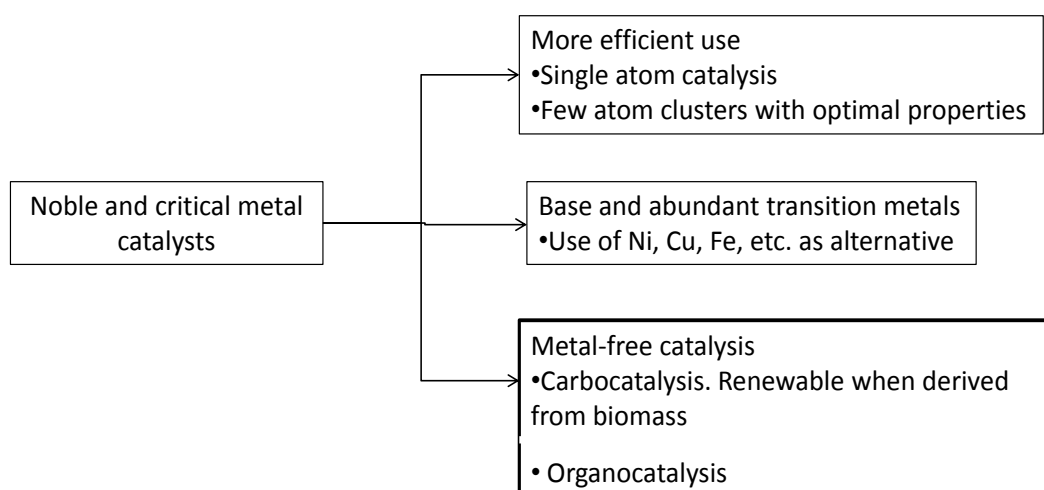 More efficient use
•Single atom catalysis
•Few atom clusters with optimal properties
Noble and critical metal
catalysts
Base and abundant transition metals
•Use of Ni, Cu, Fe, etc. as alternative
Metal-free catalysis
•Carbocatalysis. Renewable when derived
from biomass
• Organocatalysis